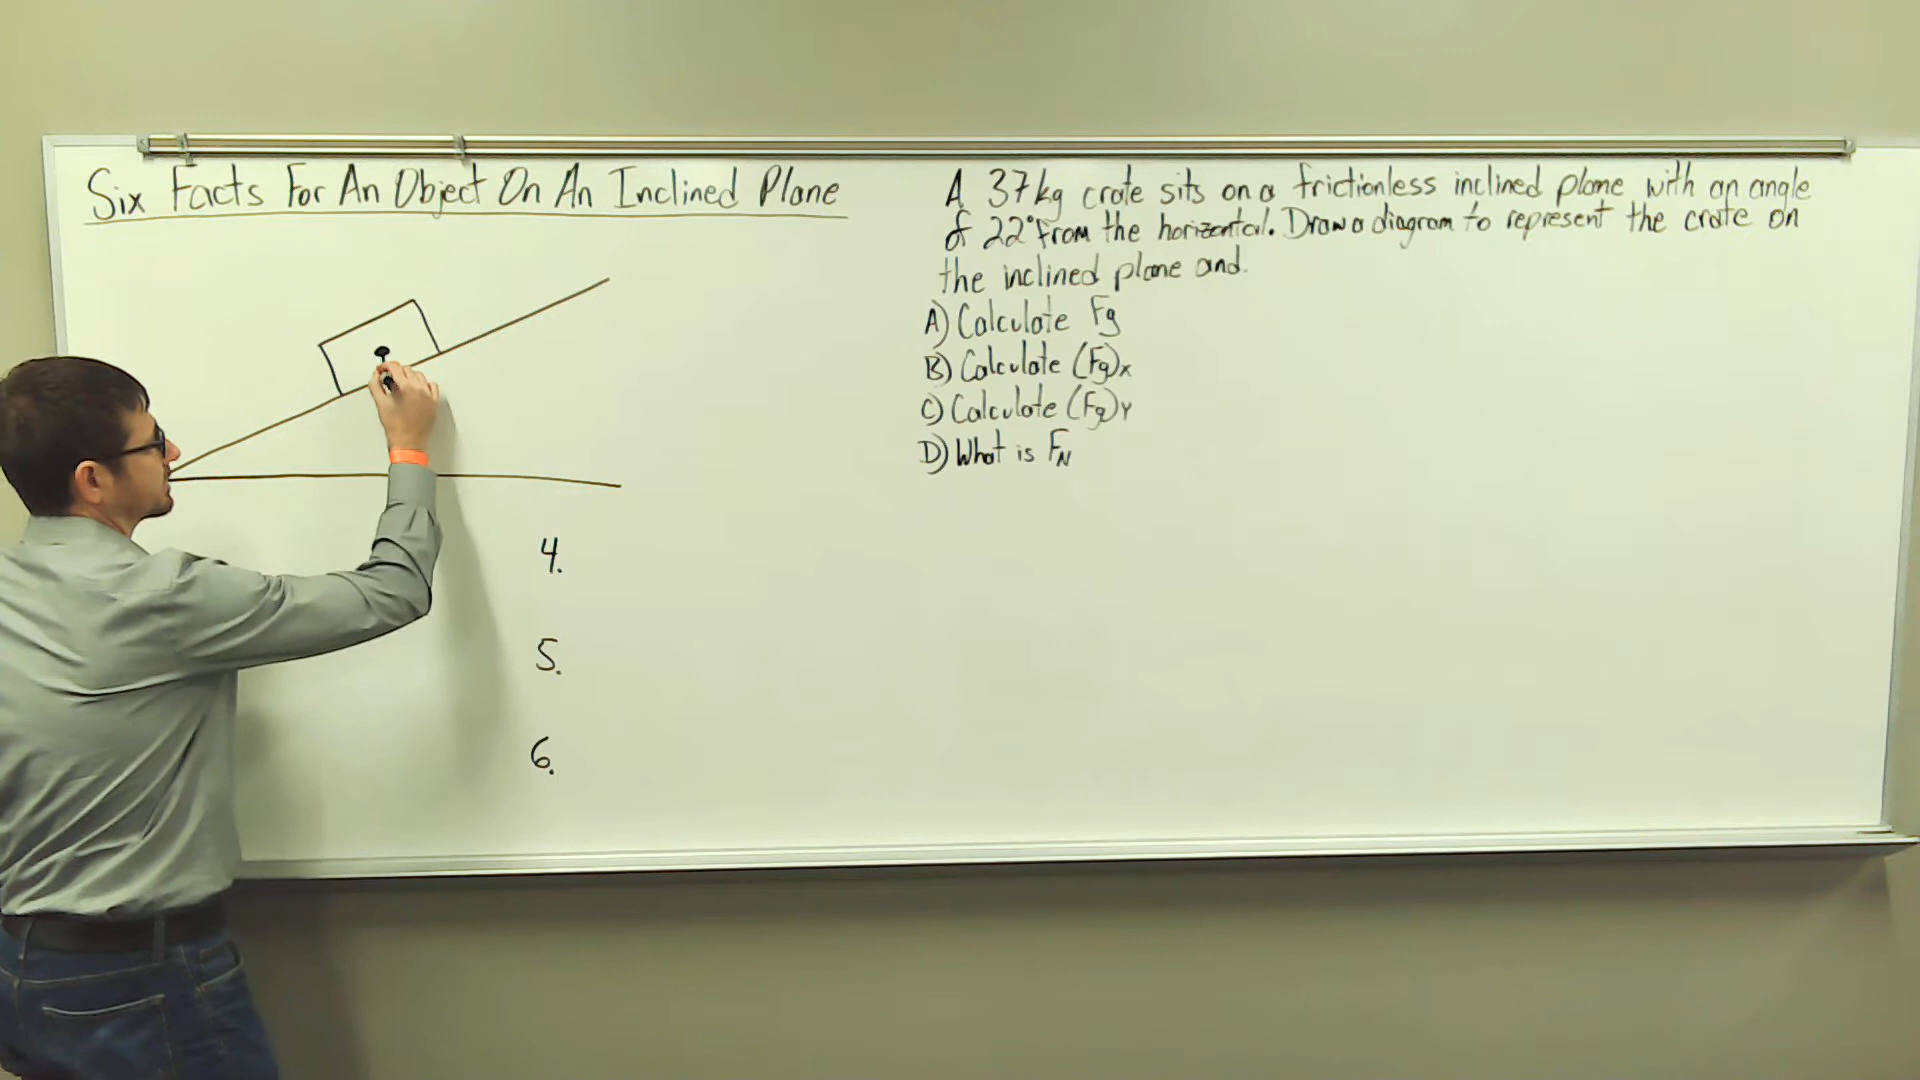 Six Facts For An Object On An Inclined Plane
A 37kg crate sits on a frictionless inclined plane with an angle
of 22° from the horizontal. Draw a diagram to represent the crate on
the inclined plane and.
A) Calculate Fg
B) Calculate (Fg)x
C) Calculate (Fg)y
D) What is FN
4.
5.
6.